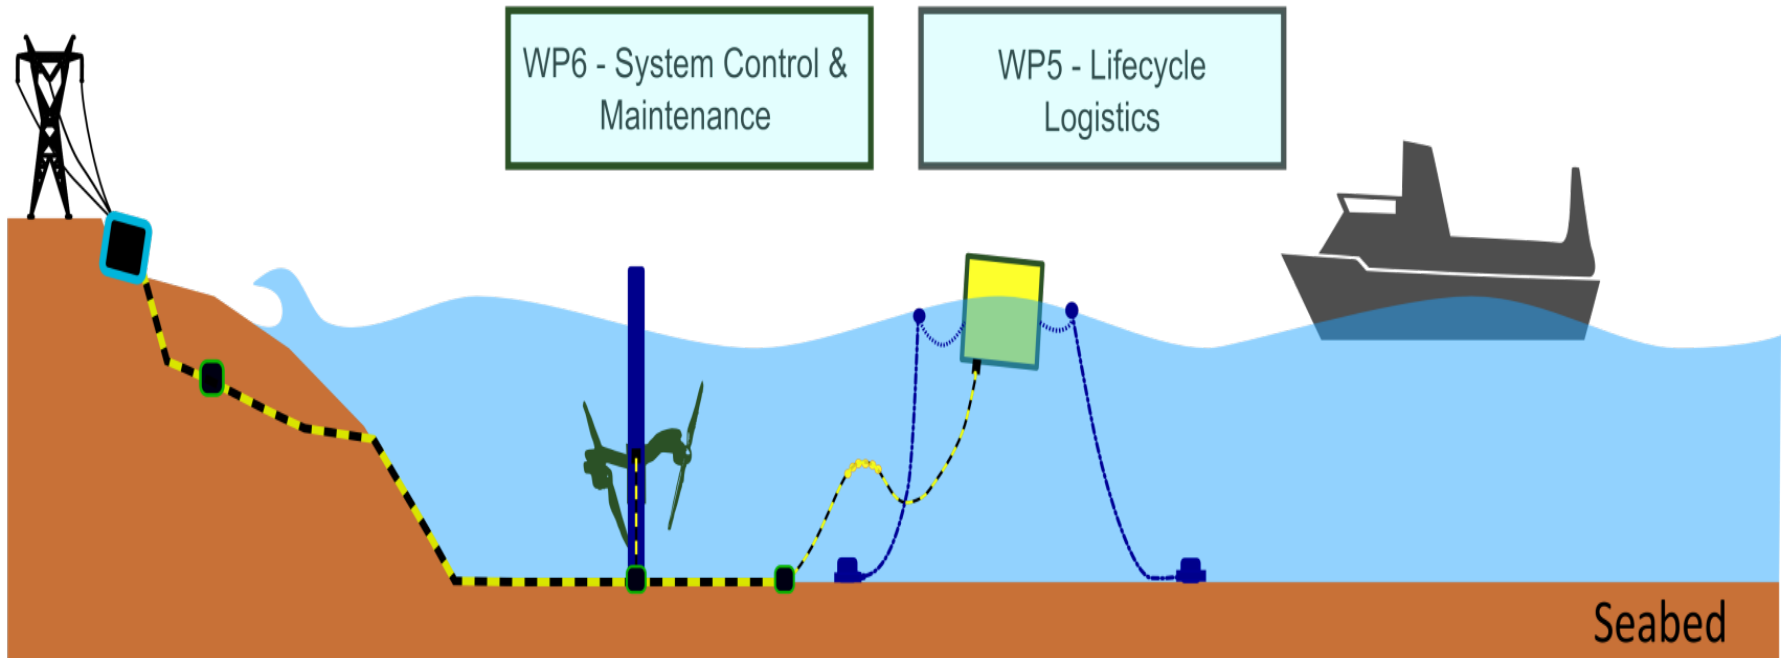 WP6 - System Control &
Maintenance
WP5 - Lifecycle
Logistics
Seabed